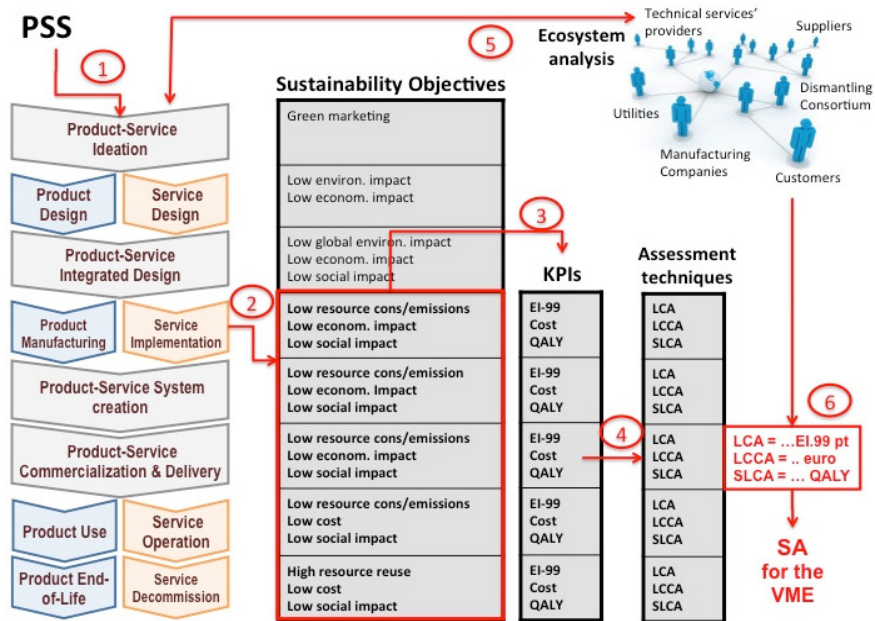 PSS
1
5
Ecosystem
analysis
Technical services'
providers
Suppliers
Dismantling
Consortium
Utilities
Manufacturing
Companies
Customers
Sustainability Objectives
Product-Service
Ideation
Green marketing
Product
Design
Service
Design
Low environ. impact
Low econom. impact
Product-Service
Integrated Design
Low global environ. impact
Low econom. impact
Low social impact
3
KPIs
Assessment
techniques
2
Product
Manufacturing
Service
Implementation
Low resource cons/emissions
Low econom. impact
Low social impact
EI-99
Cost
QALY
LCA
LCCA
SLCA
Product-Service System
creation
Low resource cons/emission
Low econom. Impact
Low social impact
EI-99
Cost
QALY
LCA
LCCA
SLCA
Product-Service
Commercialization & Delivery
Low resource cons/emissions
Low econom. impact
Low social impact
EI-99
Cost
QALY
4
LCA
LCCA
SLCA
6
LCA = ...EI.99 pt
LCCA = .. euro
SLCA = ... QALY
Product Use
Service
Operation
Low resource cons/emissions
Low cost
Low social impact
EI-99
Cost
QALY
LCA
LCCA
SLCA
Product End-
of-Life
Service
Decommission
High resource reuse
Low cost
Low social impact
EI-99
Cost
QALY
LCA
LCCA
SLCA
SA
for the
VME